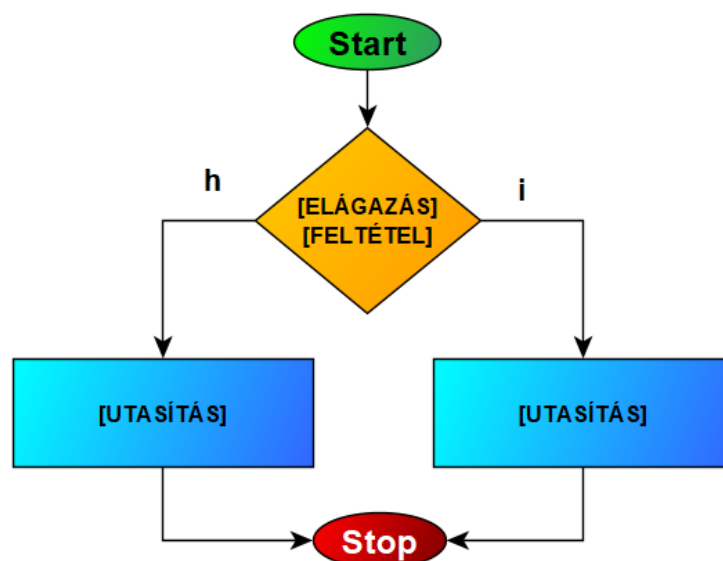 Start
h
i
[ELÁGAZÁS]
[FELTÉTEL]
[UTASÍTÁS]
[UTASÍTÁS]
Stop